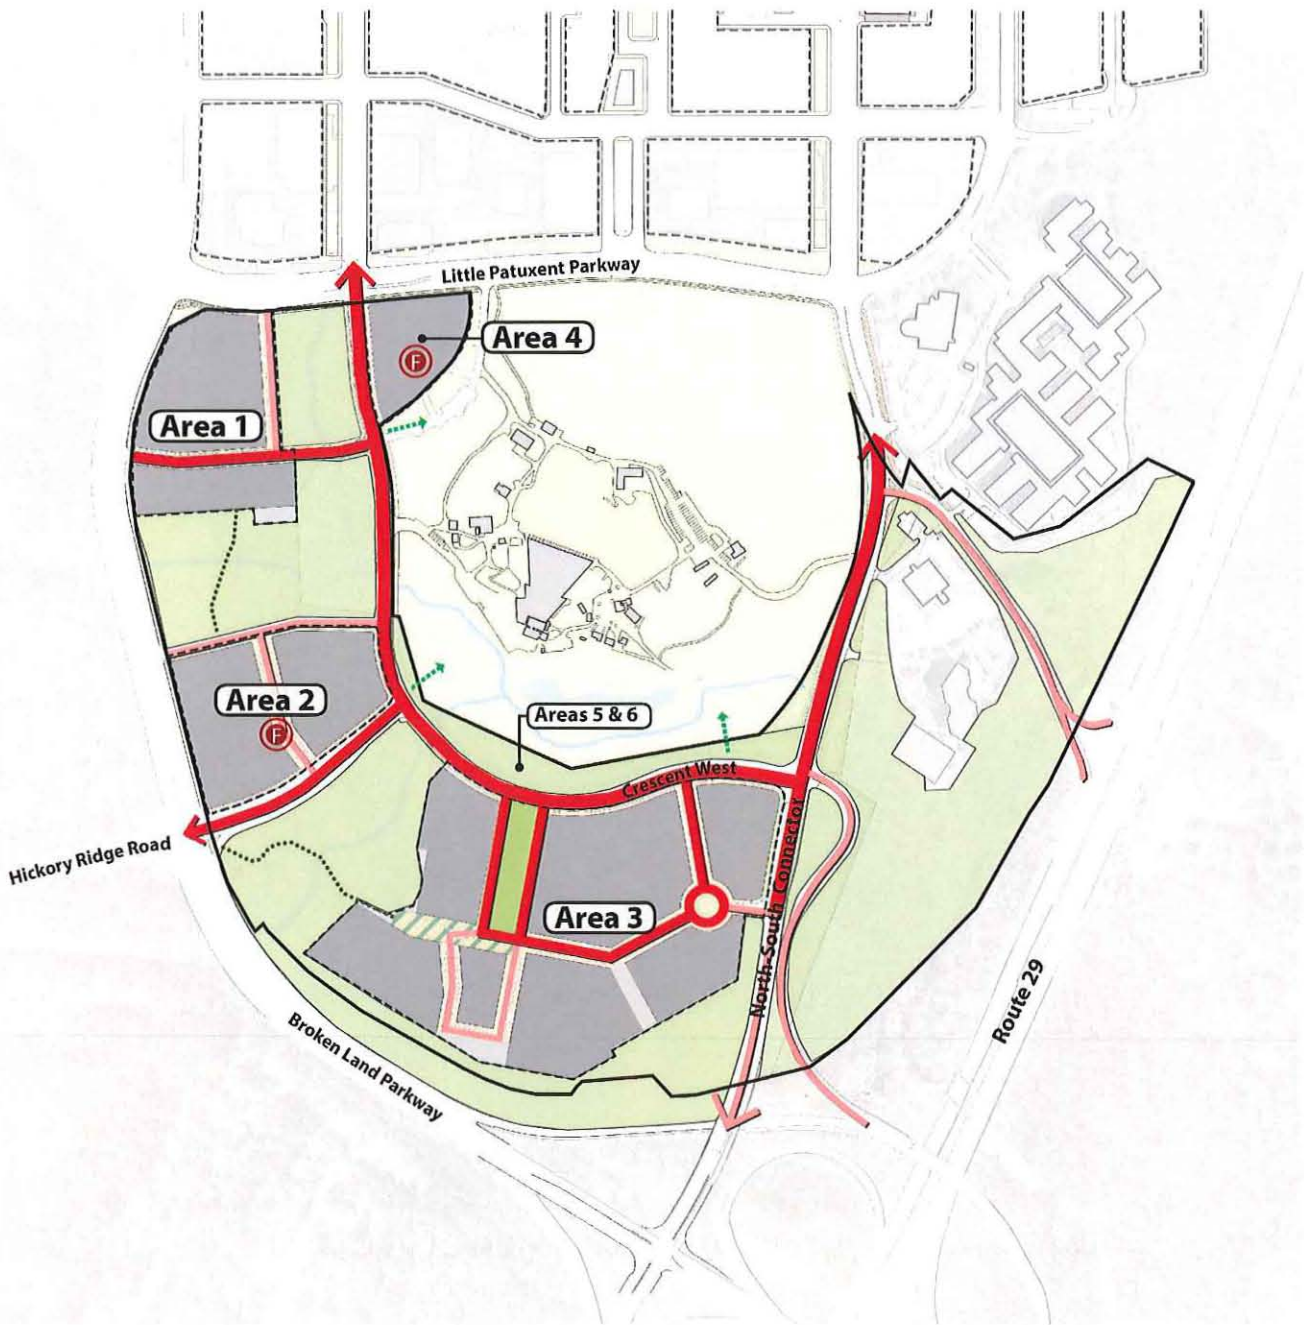 Little Patuxent Parkway
Area 4
F
Area 1
Area 2
F
Areas 5 & 6
Crescent West
Hickory Ridge Road
Area 3
North-South Connector
Route 29
Broken Land Parkway